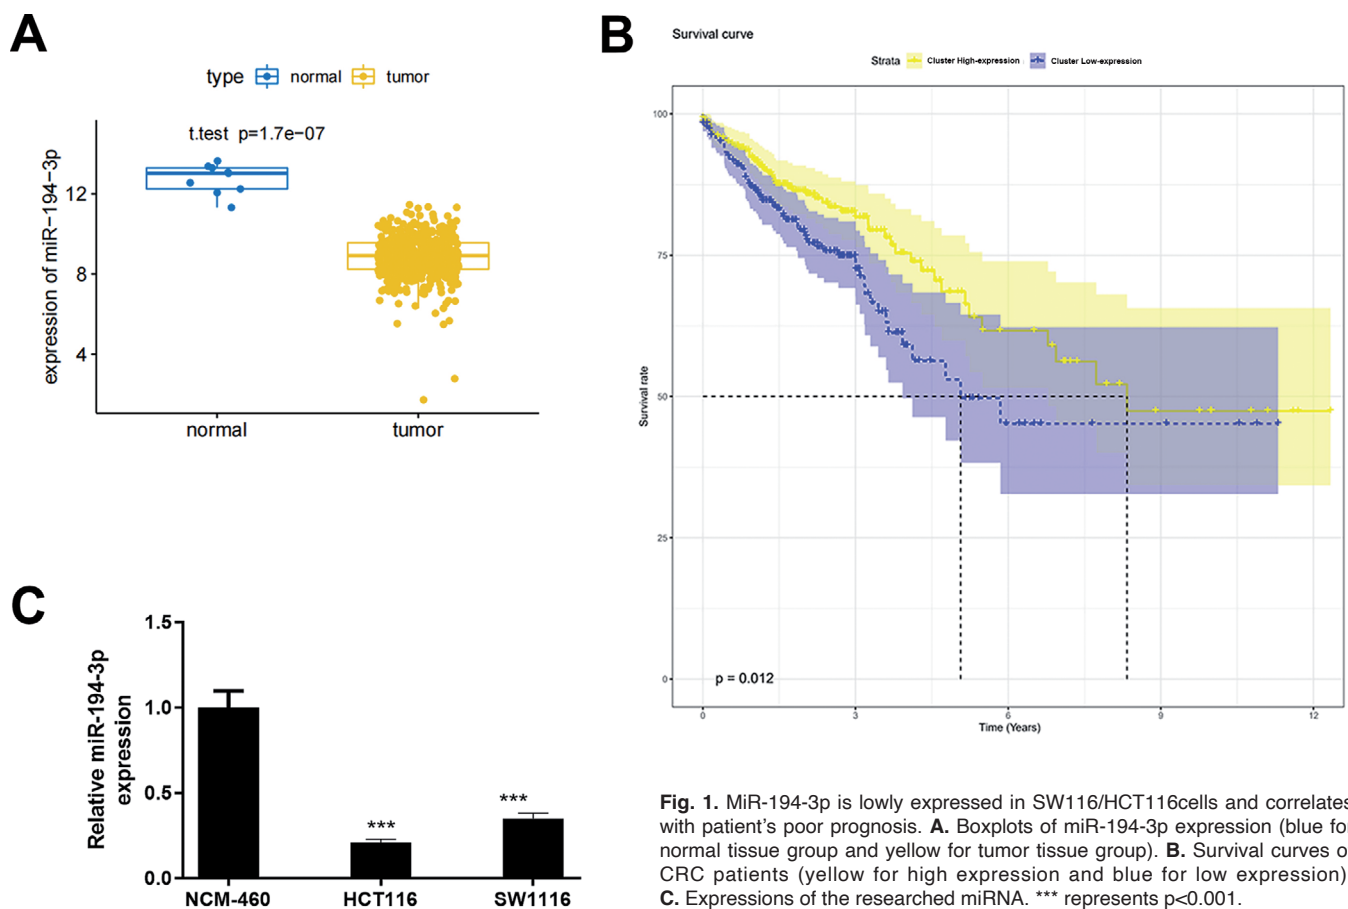 A
type normal tumor
t.test p=1.7e−07
expression of miR−194−3p
12
8
4
normal tumor
B
Survival curve
Strata Cluster High-expression Cluster Low-expression
Survival rate
100
75
50
25
0
p = 0.012
0 3 6 9 12
Time (Years)
C
Relative miR-194-3p
expression
1.5
1.0
0.5
0.0
*** ***
NCM-460 HCT116 SW1116
Fig. 1. MiR-194-3p is lowly expressed in SW116/HCT116cells and correlates
with patient's poor prognosis. A. Boxplots of miR-194-3p expression (blue for
normal tissue group and yellow for tumor tissue group). B. Survival curves o
CRC patients (yellow for high expression and blue for low expression)
C. Expressions of the researched miRNA. *** represents p<0.001.